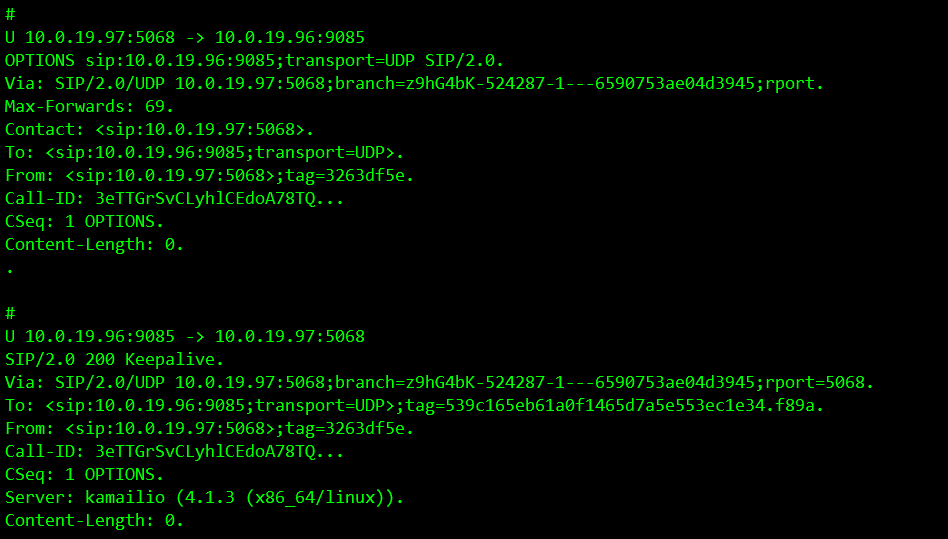 #
U 10.0.19.97:5068 -> 10.0.19.96:9085
OPTIONS sip:10.0.19.96:9085;transport=UDP SIP/2.0.
Via: SIP/2.0/UDP 10.0.19.97:5068;branch=z9hG4bK-524287-1---6590753ae04d3945;rport.
Max-Forwards: 69.
Contact: <sip:10.0.19.97:5068>.
To: <sip:10.0.19.96:9085;transport=UDP>.
From: <sip:10.0.19.97:5068>;tag=3263df5e.
Call-ID: 3eTTGrSvCLyhlCEdoA78TQ...
CSeq: 1 OPTIONS.
Content-Length: 0.
.
#
U 10.0.19.96:9085 -> 10.0.19.97:5068
SIP/2.0 200 Keepalive.
Via: SIP/2.0/UDP 10.0.19.97:5068;branch=z9hG4bK-524287-1---6590753ae04d3945;rport=5068.
To: <sip:10.0.19.96:9085;transport=UDP>;tag=539c165eb61a0f1465d7a5e553ec1e34.f89a.
From: <sip:10.0.19.97:5068>;tag=3263df5e.
Call-ID: 3eTTGrSvCLyhlCEdoA78TQ...
CSeq: 1 OPTIONS.
Server: kamailio (4.1.3 (x86_64/linux)).
Content-Length: 0.